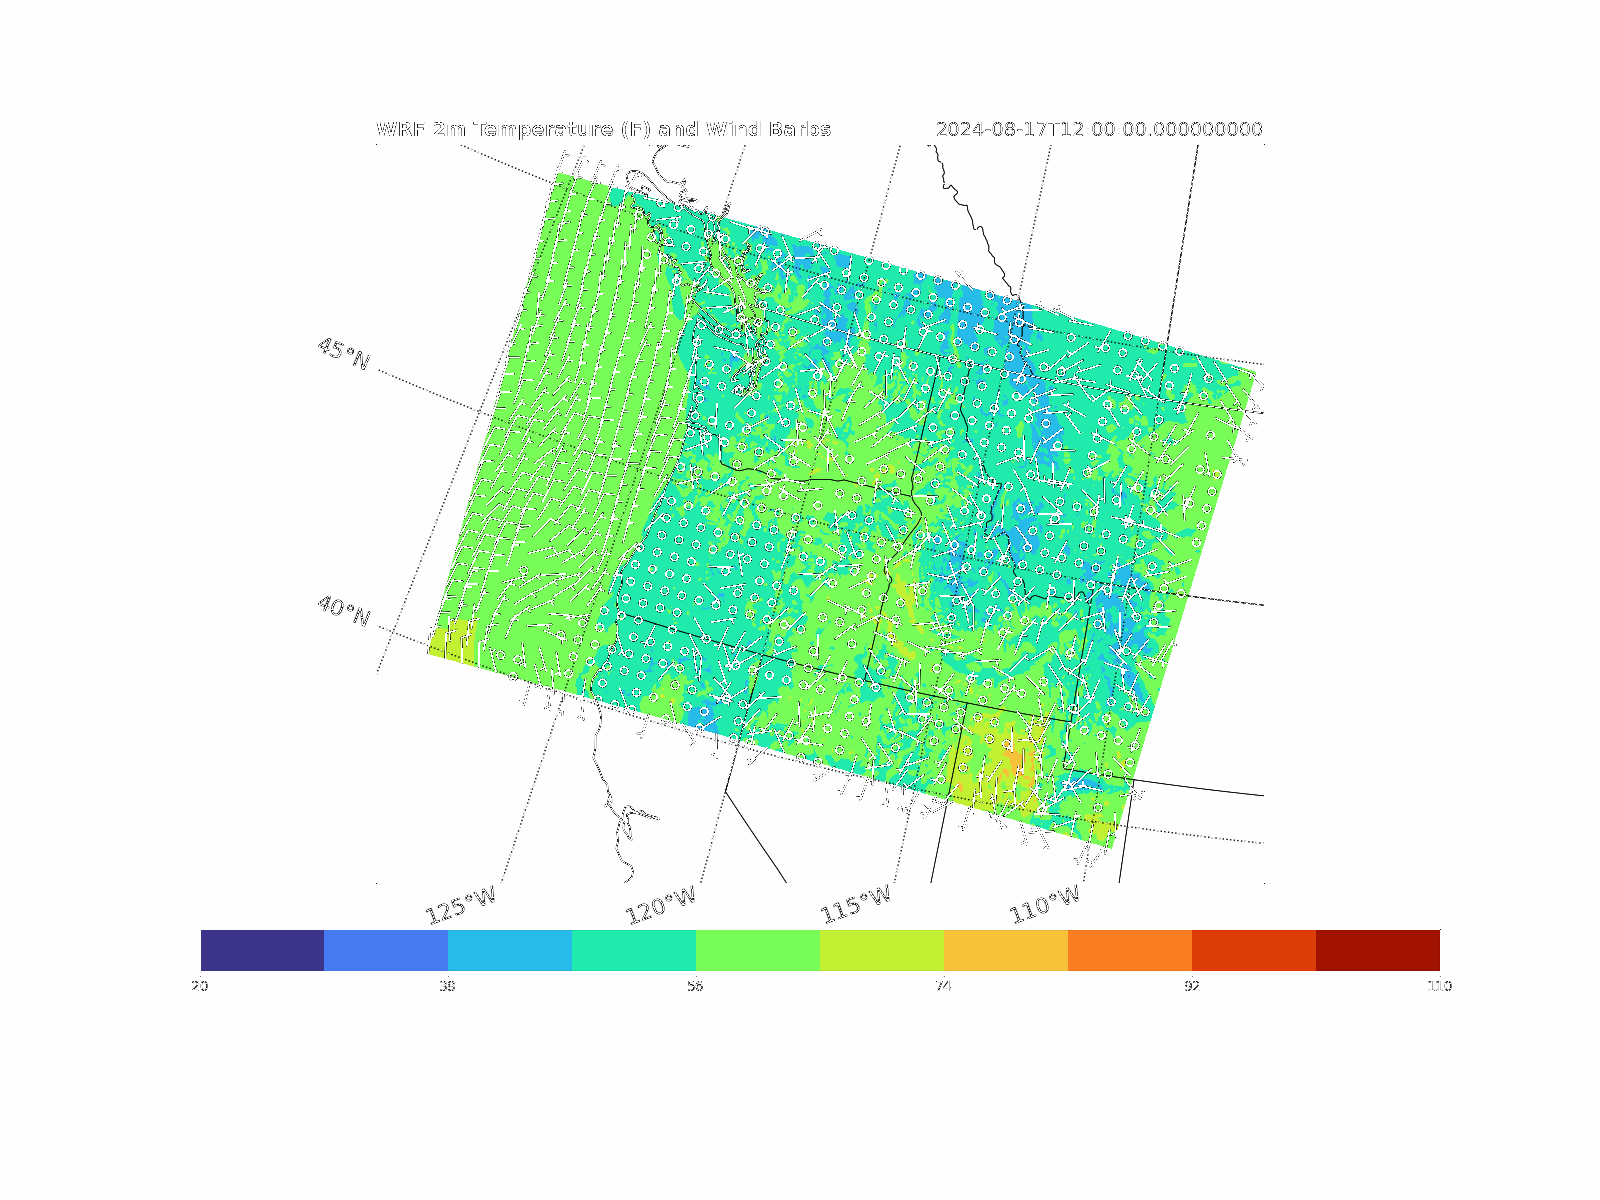 WRF 2m Temperature (F) and Wind Barbs 2024-08-17T12:00:00.000000000
45°N
40°N
125°W 120°W 115°W 110°W
20 38 56 74 92 110